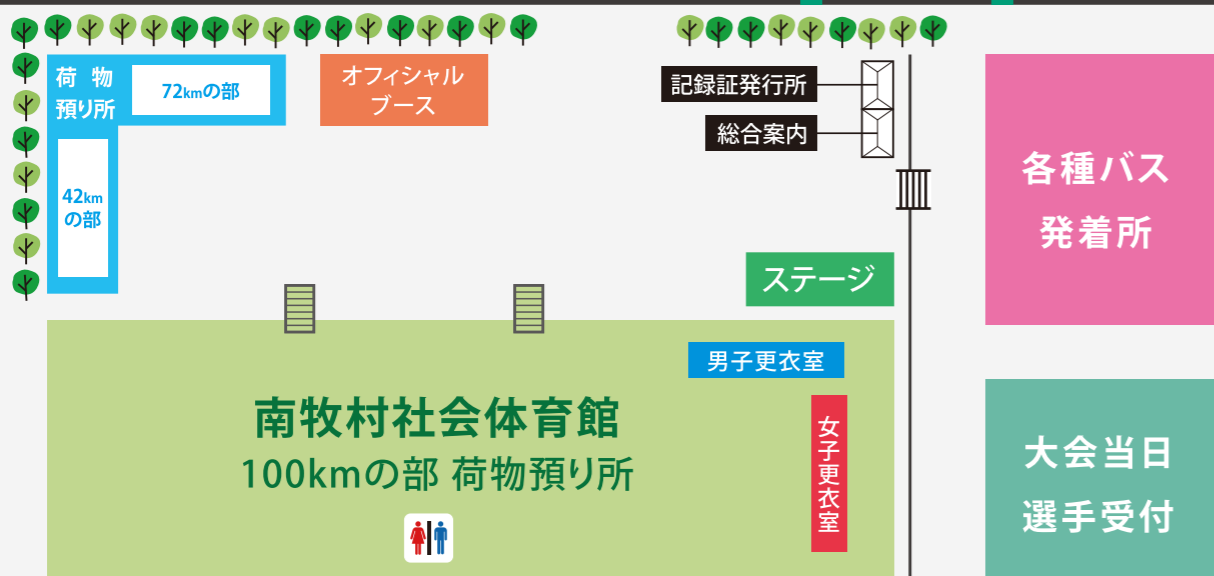 荷物
預り所
72kmの部
42km
の部
オフィシャル
ブース
記録証発行所
総合案内
各種バス
発着所
ステージ
男子更衣室
女子更衣室
南牧村社会体育館
100kmの部 荷物預り所
大会当日
選手受付